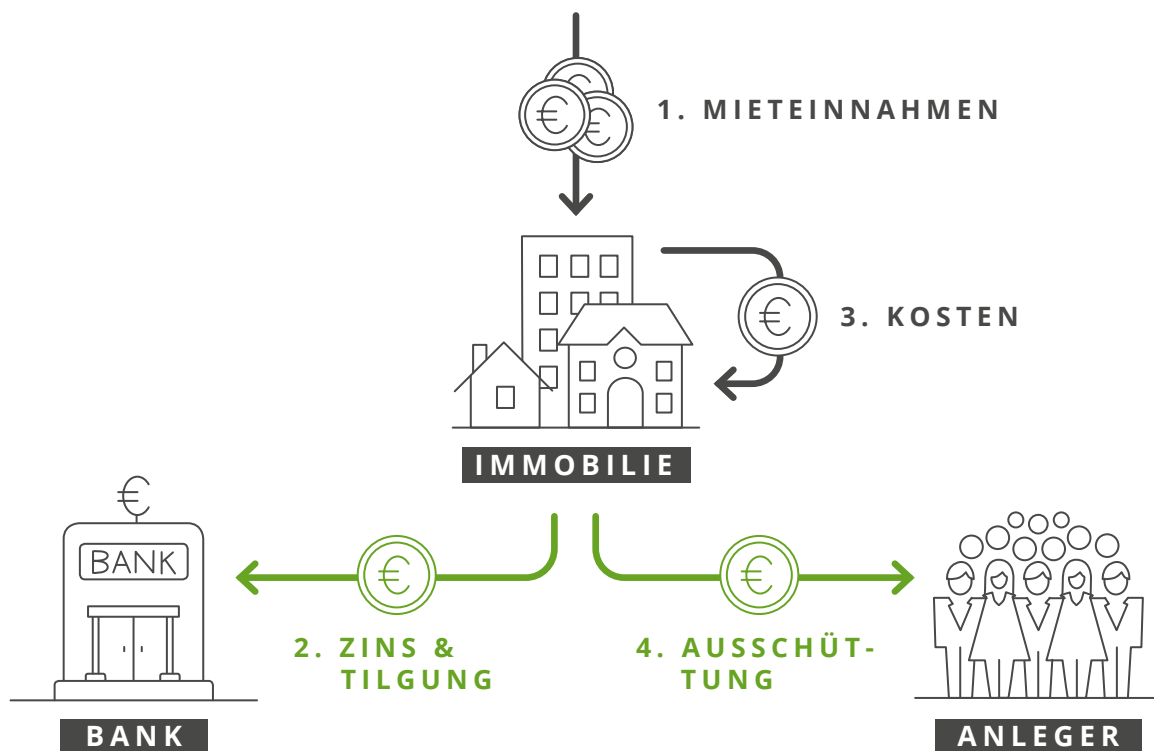 1. MIETEINNAHMEN
3. KOSTEN
IMMOBILIE
BANK
2. ZINS &
TILGUNG
4. AUSSCHÜT-
TUNG
BANK
ANLEGER